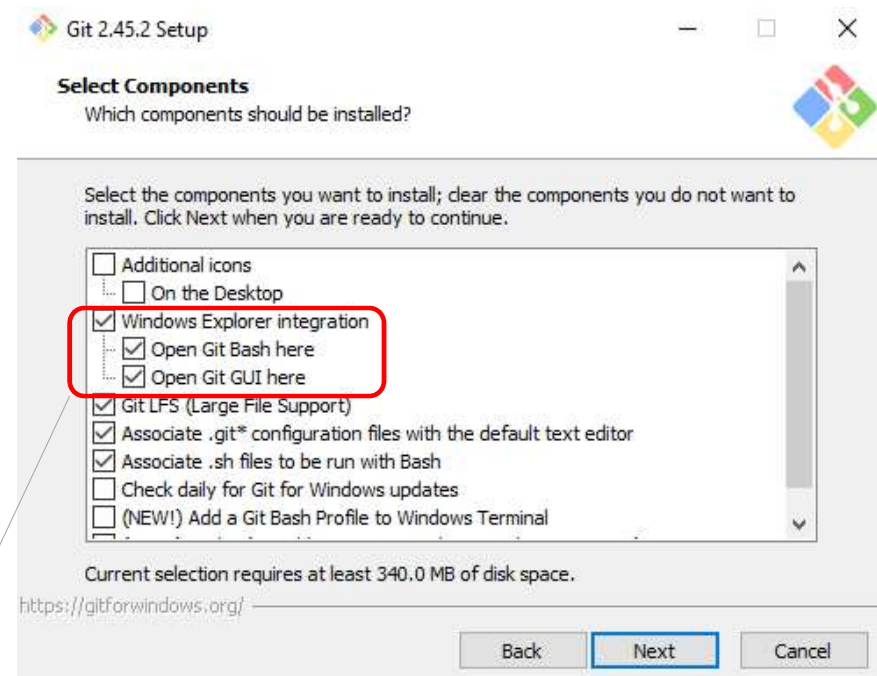 Git 2.45.2 Setup
Select Components
Which components should be installed?
Select the components you want to install; clear the components you do not want to
install. Click Next when you are ready to continue.
Additional icons
On the Desktop
Windows Explorer integration
Open Git Bash here
Open Git GUI here
Git LFS (Large File Support)
Associate .git* configuration files with the default text editor
Associate .sh files to be run with Bash
Check daily for Git for Windows updates
(NEW!) Add a Git Bash Profile to Windows Terminal
Current selection requires at least 340.0 MB of disk space.
https://gitforwindows.org/
Back Next Cancel